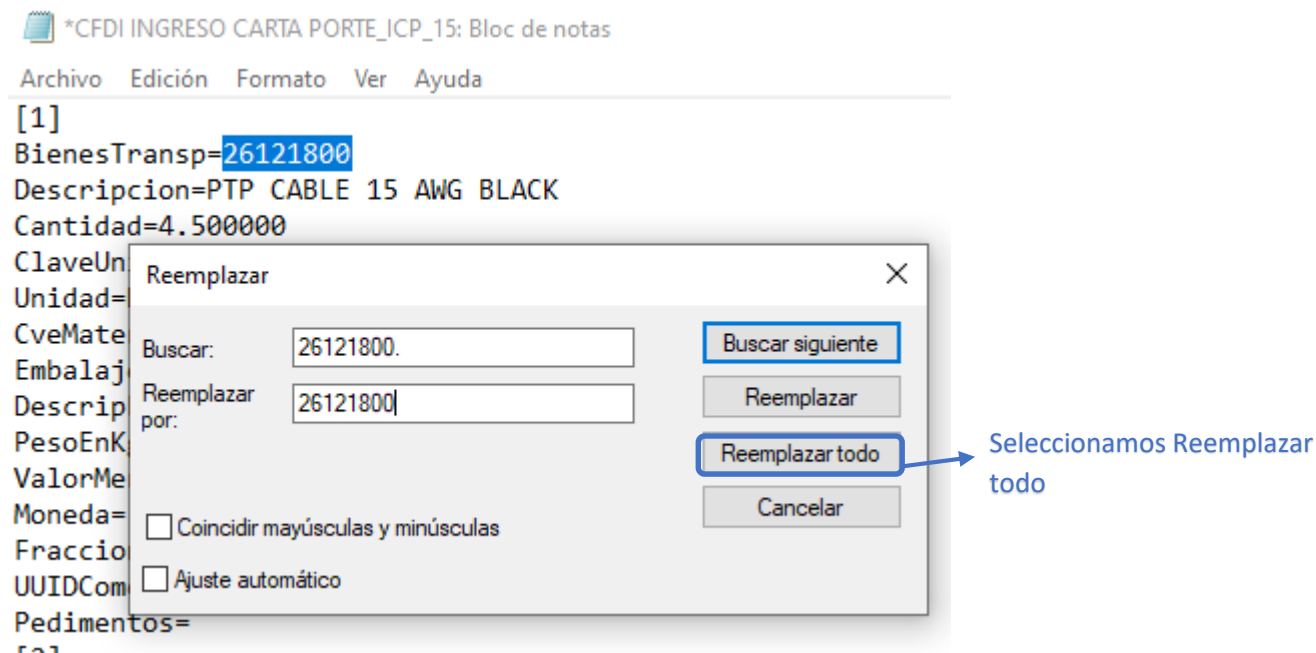 *CFDI INGRESO CARTA PORTE_ICP_15: Bloc de notas
Archivo Edición Formato Ver Ayuda
[1]
BienesTransp=26121800
Descripcion=PTP CABLE 15 AWG BLACK
Cantidad=4.500000
ClaveUn
Unidad=
CveMate
Embalaj
Descrip
PesoEnK
ValorMe
Moneda=
Fraccio
UUIDCom
Pedimentos=
Reemplazar
Buscar: 26121800. Buscar siguiente
Reemplazar por: 26121800 Reemplazar
Reemplazar todo
Cancelar
Coincidir mayúsculas y minúsculas
Ajuste automático
Seleccionamos Reemplazar
todo